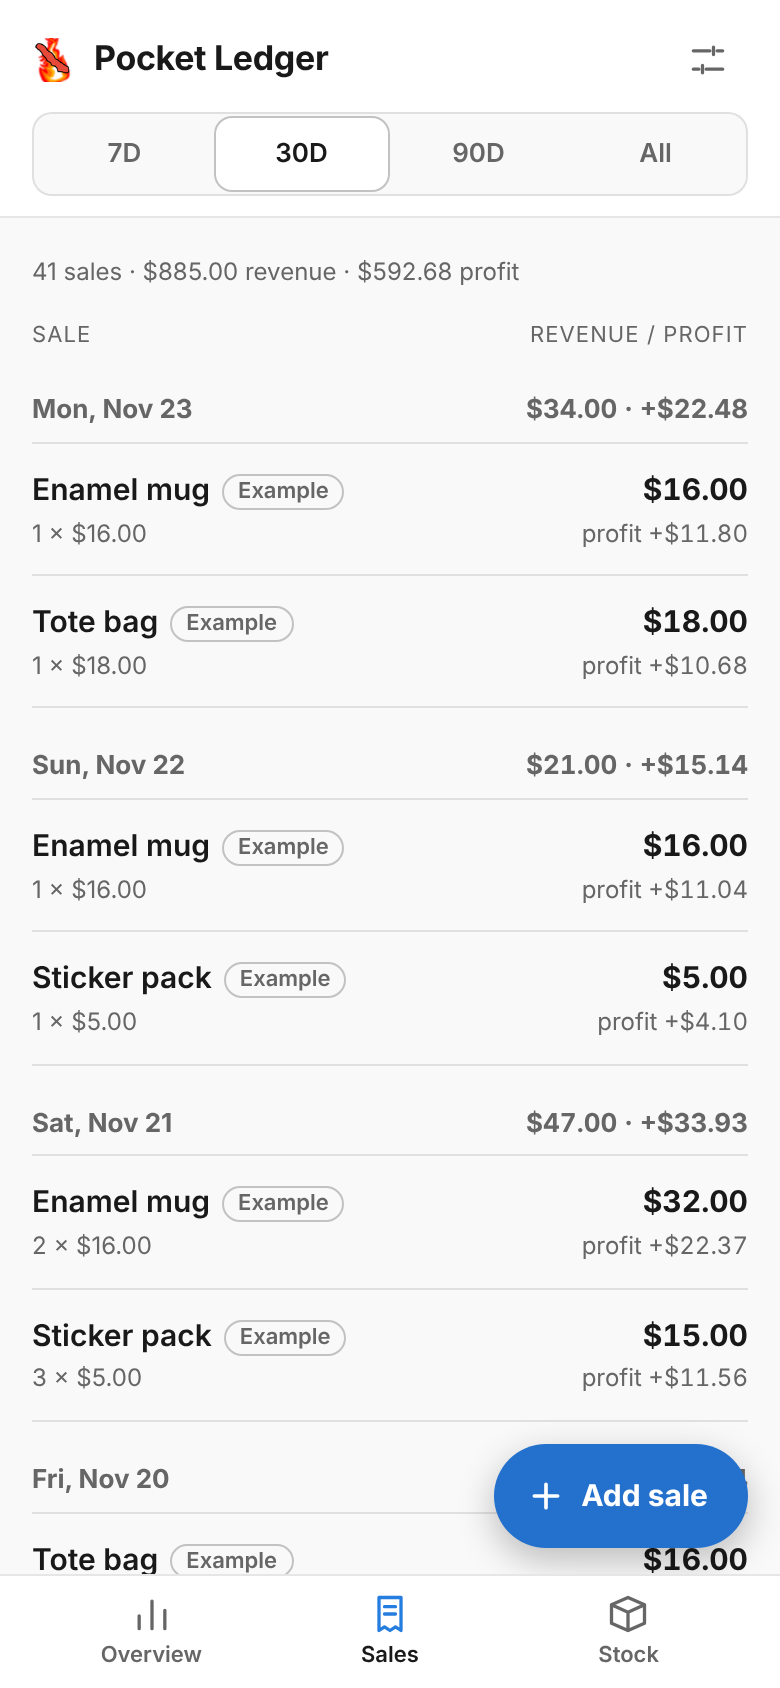 Pocket Ledger
7D 30D 90D All
41 sales · $885.00 revenue · $592.68 profit
SALE REVENUE / PROFIT
Mon, Nov 23 $34.00 · +$22.48
Enamel mug Example $16.00
1 × $16.00 profit +$11.80
Tote bag Example $18.00
1 × $18.00 profit +$10.68
Sun, Nov 22 $21.00 · +$15.14
Enamel mug Example $16.00
1 × $16.00 profit +$11.04
Sticker pack Example $5.00
1 × $5.00 profit +$4.10
Sat, Nov 21 $47.00 · +$33.93
Enamel mug Example $32.00
2 × $16.00 profit +$22.37
Sticker pack Example $15.00
3 × $5.00 profit +$11.56
Fri, Nov 20
Add sale
Tote bag Example $16.00
Overview Sales Stock